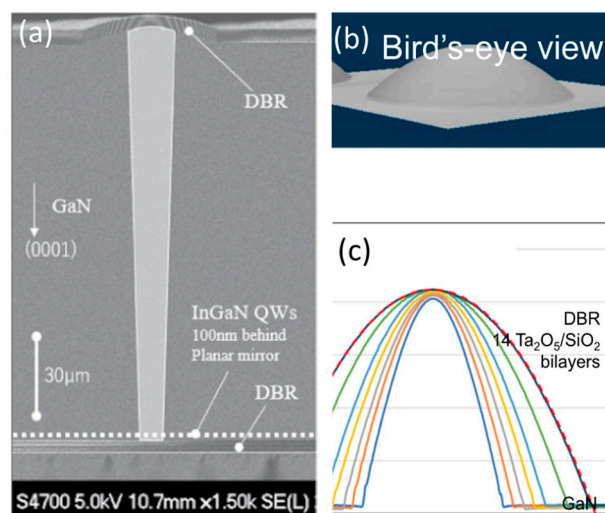 (a)
DBR
GaN
(0001)
InGaN QWs
100nm behind
Planar mirror
30μm
DBR
S4700 5.0kV 10.7mm x1.50k SE(L)
(b) Bird's-eye view
(c)
DBR
14 Ta₂O₅/SiO₂
bilayers
GaN